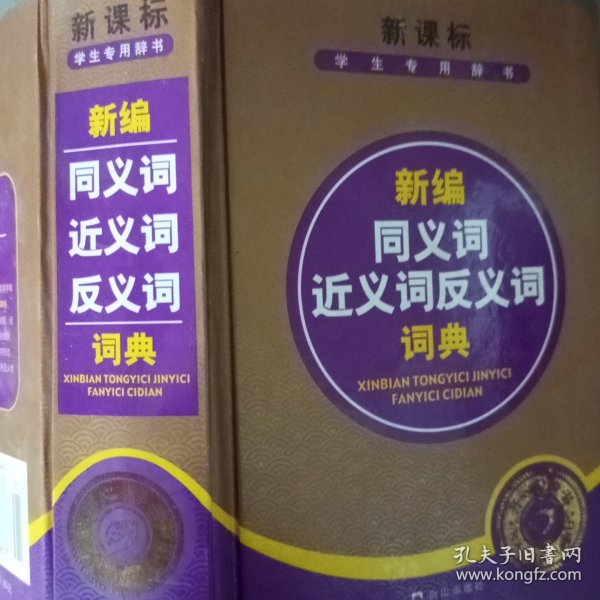 新课标
学生专用辞书
新编
同义词
近义词
反义词
词典
XINBIAN TONGYICI JINYICI
FANYICI CIDIAN
新课标
学生专用辞书
新编
同义词
近义词反义词
词典
XINBIAN TONGYICI JINYICI
FANYICI CIDIAN
孔夫子旧书网
www.kongfz.com